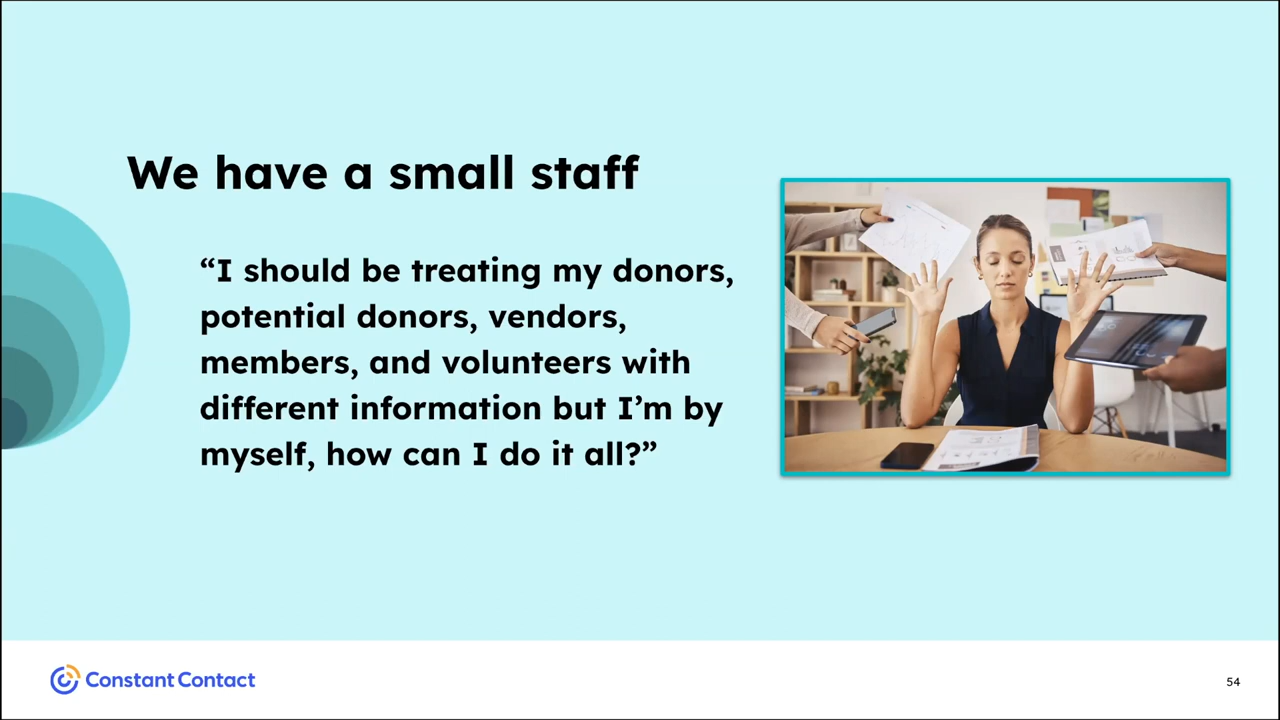 We have a small staff
“I should be treating my donors,
potential donors, vendors,
members, and volunteers with
different information but I’m by
myself, how can I do it all?”
Constant Contact
54